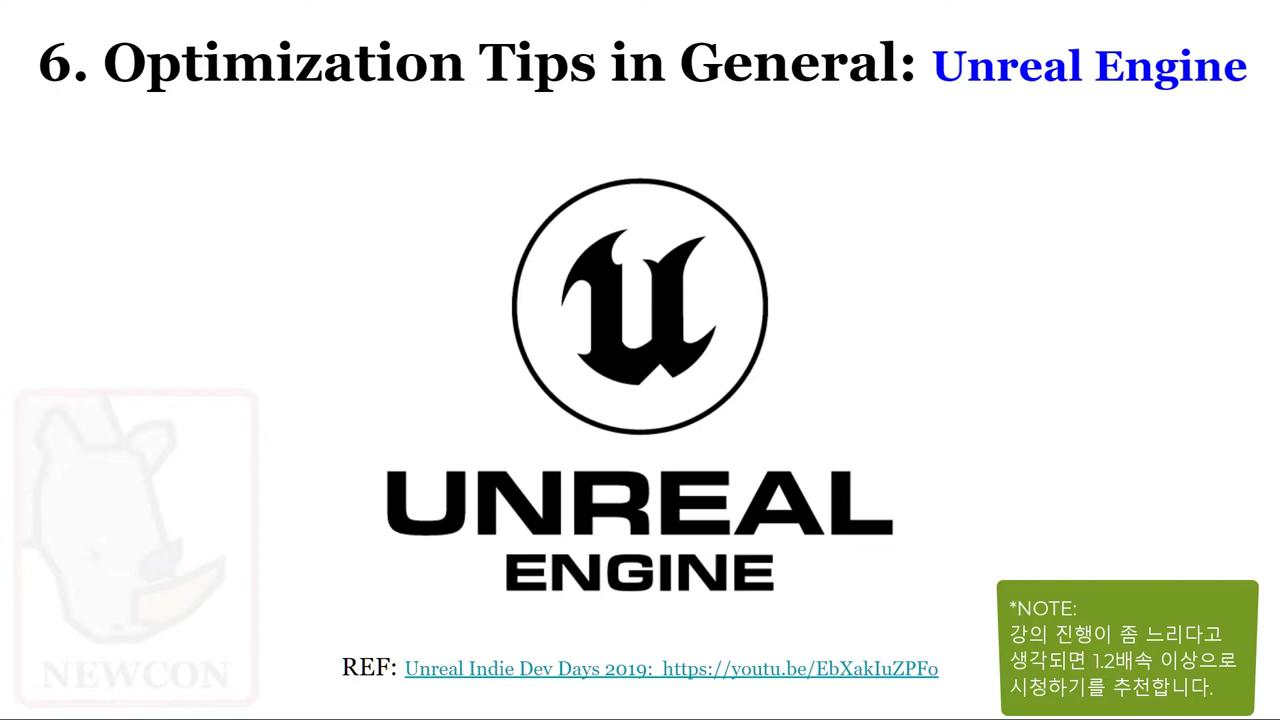 6. Optimization Tips in General: Unreal Engine
UNREAL
ENGINE
NEWCON
REF: Unreal Indie Dev Days 2019: https://youtu.be/EbXakIuZPFo
*NOTE:
강의 진행이 좀 느리다고
생각되면 1.2배속 이상으로
시청하기를 추천합니다.